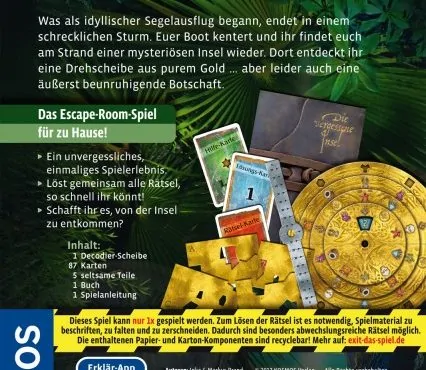 Was als idyllischer Segelausflug begann, endet in einem
schrecklichen Sturm. Euer Boot kentert und ihr findet euch
am Strand einer mysteriösen Insel wieder. Dort entdeckt ihr
eine Drehscheibe aus purem Gold ... aber leider auch eine
äußerst beunruhigende Botschaft.
Das Escape-Room-Spiel
für zu Hause!
Ein unvergessliches,
einmaliges Spielerlebnis.
Löst gemeinsam alle Rätsel,
so schnell ihr könnt!
Schafft ihr es, von der Insel
zu entkommen?
Inhalt:
1 Decodier-Scheibe
87 Karten
5 seltsame Teile
1 Buch
1 Spielanleitung
Hilfe-Karte
Lösungs-Kar
Rätsel-Karte
Die
vergessene
Insel
Dieses Spiel kann nur 1x gespielt werden. Zum Lösen der Rätsel ist es notwendig, Spielmaterial zu
beschriften, zu falten und zu zerschneiden. Dadurch sind besonders abwechslungsreiche Rätsel möglich.
Die enthaltenen Papier- und Karton-Komponenten sind recyclebar! Mehr auf: exit-das-spiel.de
OS
Erklär-App